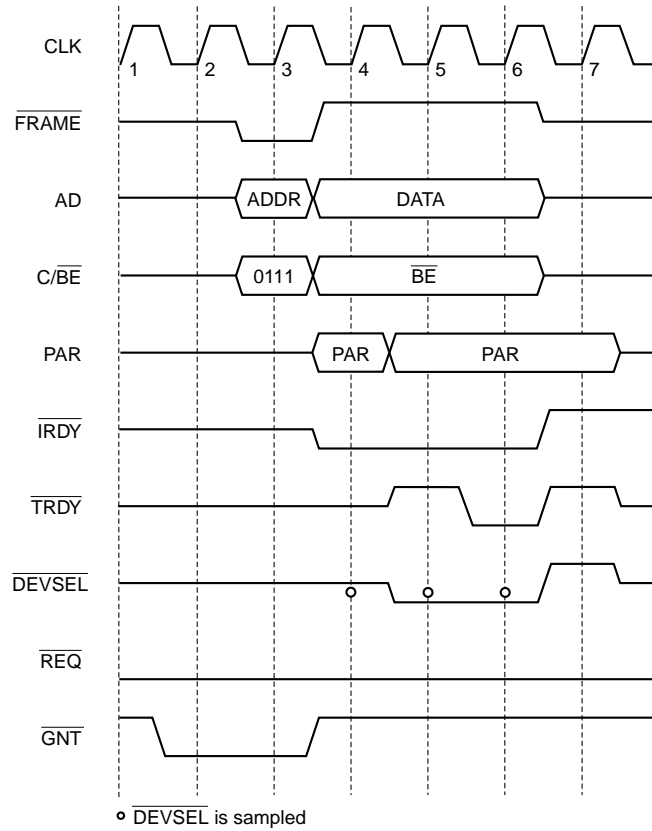 CLK
1 2 3 4 5 6 7
FRAME
AD ADDR DATA
C/BE 0111 BE
PAR PAR PAR
IRDY
TRDY
DEVSEL
REQ
GNT
DEVSEL is sampled